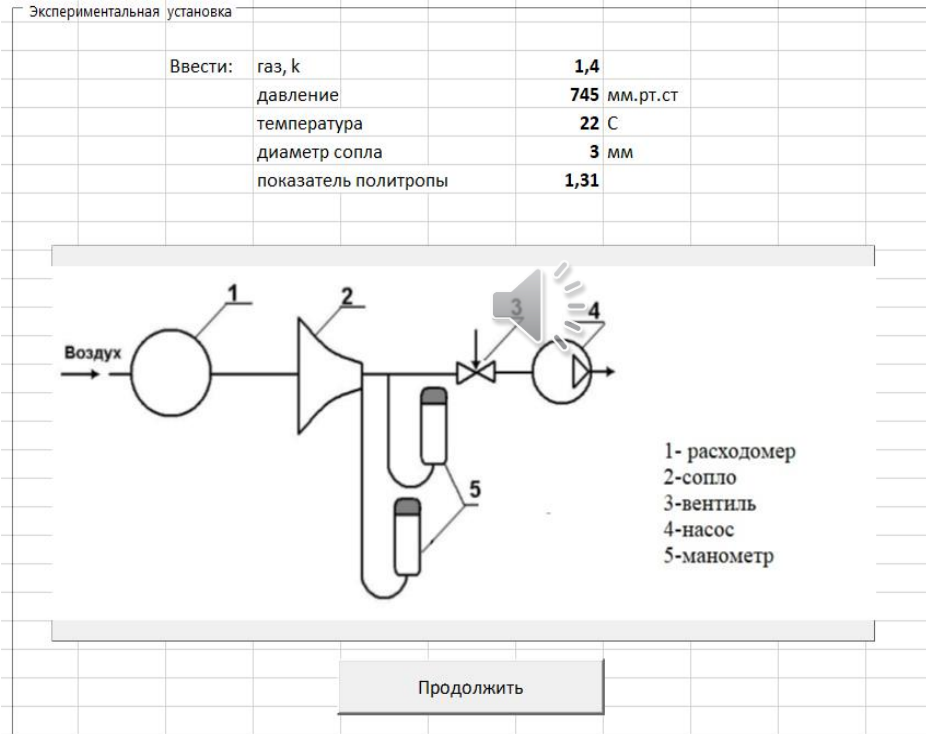 Экспериментальная установка
Ввести: газ, k 1,4
давление 745 мм.рт.ст
температура 22 С
диаметр сопла 3 мм
показатель политропы 1,31
1 2 3 4
Воздух
5
1- расходомер
2-сопло
3-вентиль
4-насос
5-манометр
Продолжить